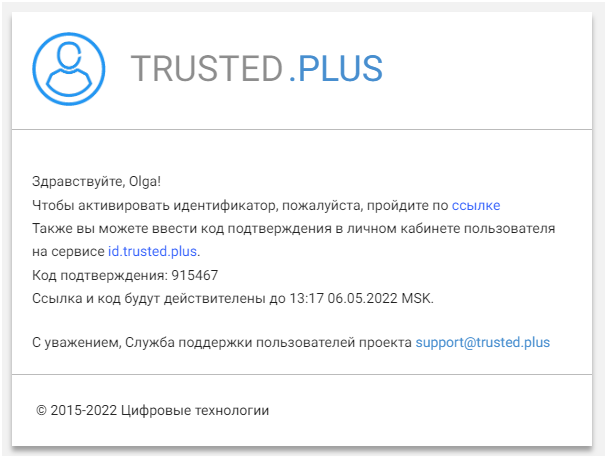 TRUSTED.PLUS
Здравствуйте, Olga!
Чтобы активировать идентификатор, пожалуйста, пройдите по ссылке
Также вы можете ввести код подтверждения в личном кабинете пользователя
на сервисе id.trusted.plus.
Код подтверждения: 915467
Ссылка и код будут действителены до 13:17 06.05.2022 MSK.
С уважением, Служба поддержки пользователей проекта support@trusted.plus
© 2015-2022 Цифровые технологии